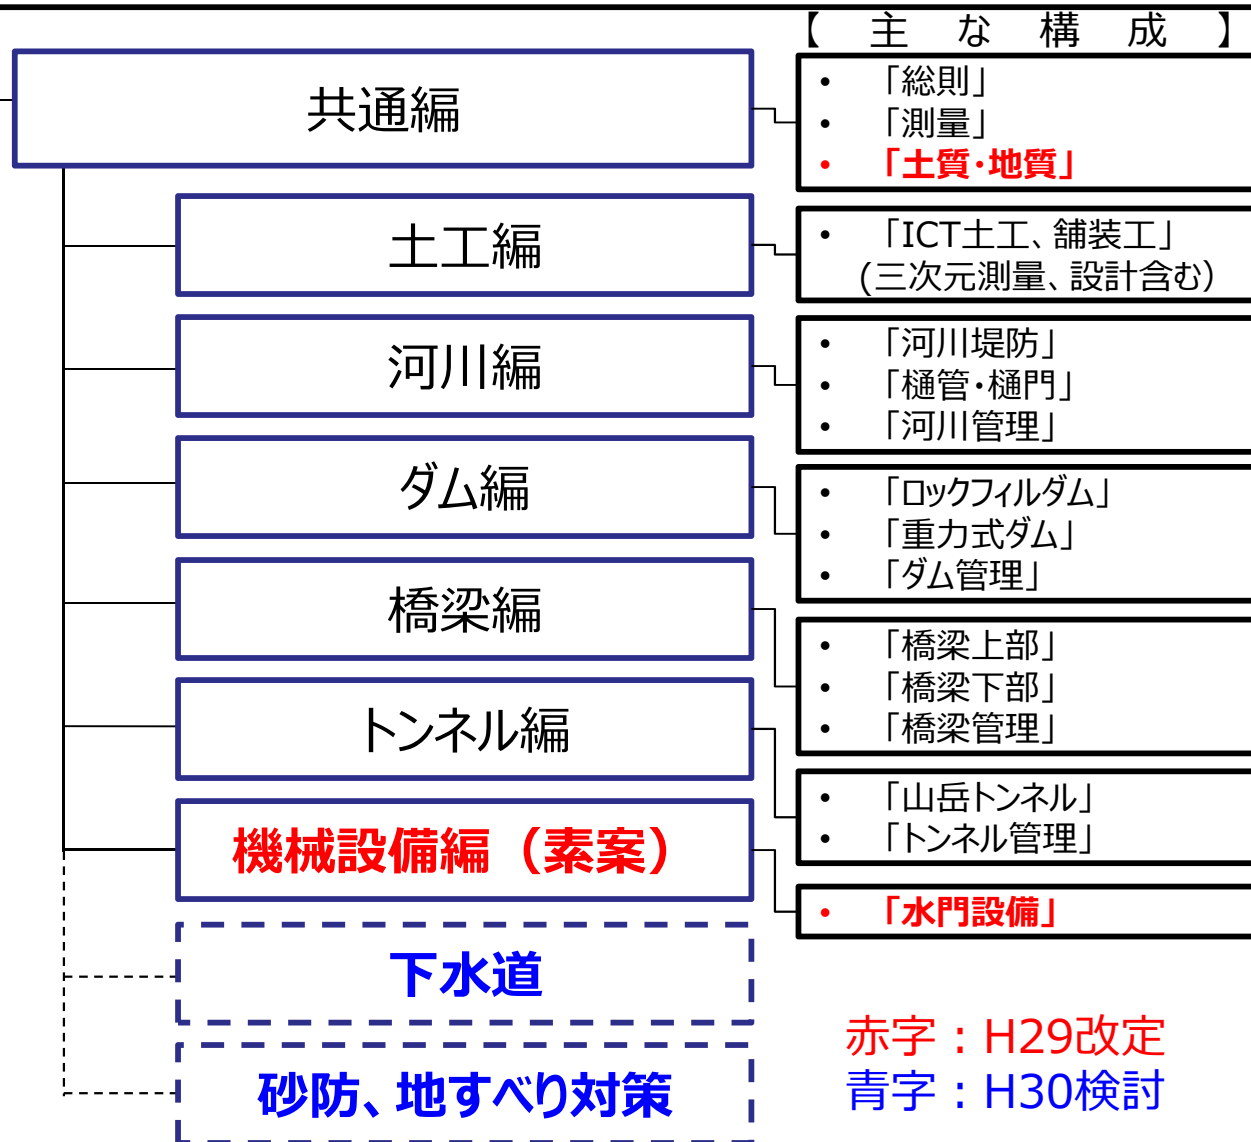 【 主 な 構 成 】
共通編
• 「総則」
• 「測量」
• 「土質・地質」
土工編
• 「ICT土工、舗装工」
(三次元測量、設計含む)
河川編
• 「河川堤防」
• 「樋管・樋門」
• 「河川管理」
ダム編
• 「ロックフィルダム」
• 「重力式ダム」
• 「ダム管理」
橋梁編
• 「橋梁上部」
• 「橋梁下部」
• 「橋梁管理」
トンネル編
• 「山岳トンネル」
• 「トンネル管理」
機械設備編（素案）
• 「水門設備」
下水道
砂防、地すべり対策
赤字：H29改定
青字：H30検討